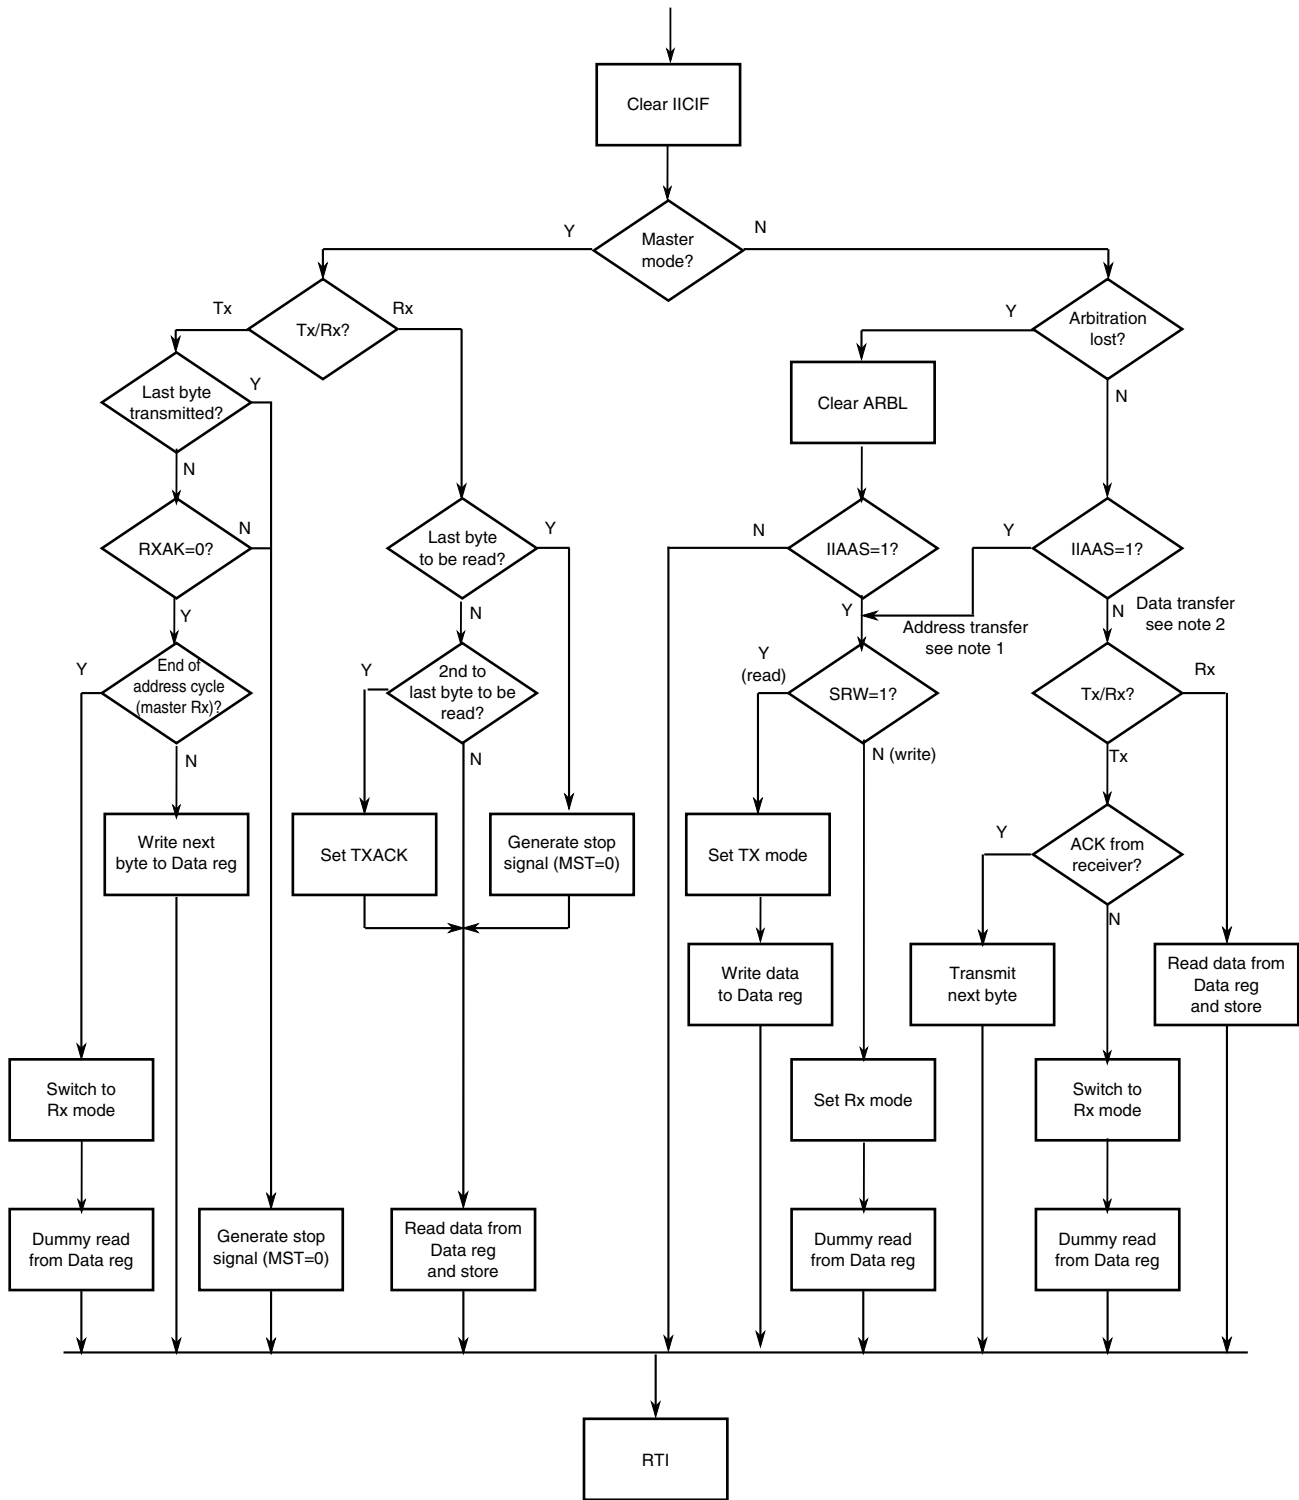 Clear IICIF
Master
mode?
Y
N
Tx/Rx?
Tx
Rx
Arbitration
lost?
Y
N
Last byte
transmitted?
Y
N
Clear ARBL
RXAK=0?
N
Y
Last byte
to be read?
Y
N
IIAAS=1?
N
Y
IIAAS=1?
Y
N
Address transfer
see note 1
Data transfer
see note 2
End of
address cycle
(master Rx)?
Y
N
2nd to
last byte to be
read?
Y
N
SRW=1?
Y
(read)
N (write)
Tx/Rx?
Rx
Tx
Write next
byte to Data reg
Set TXACK
Generate stop
signal (MST=0)
Set TX mode
ACK from
receiver?
Y
N
Write data
to Data reg
Transmit
next byte
Read data from
Data reg
and store
Switch to
Rx mode
Set Rx mode
Switch to
Rx mode
Dummy read
from Data reg
Generate stop
signal (MST=0)
Read data from
Data reg
and store
Dummy read
from Data reg
Dummy read
from Data reg
RTI